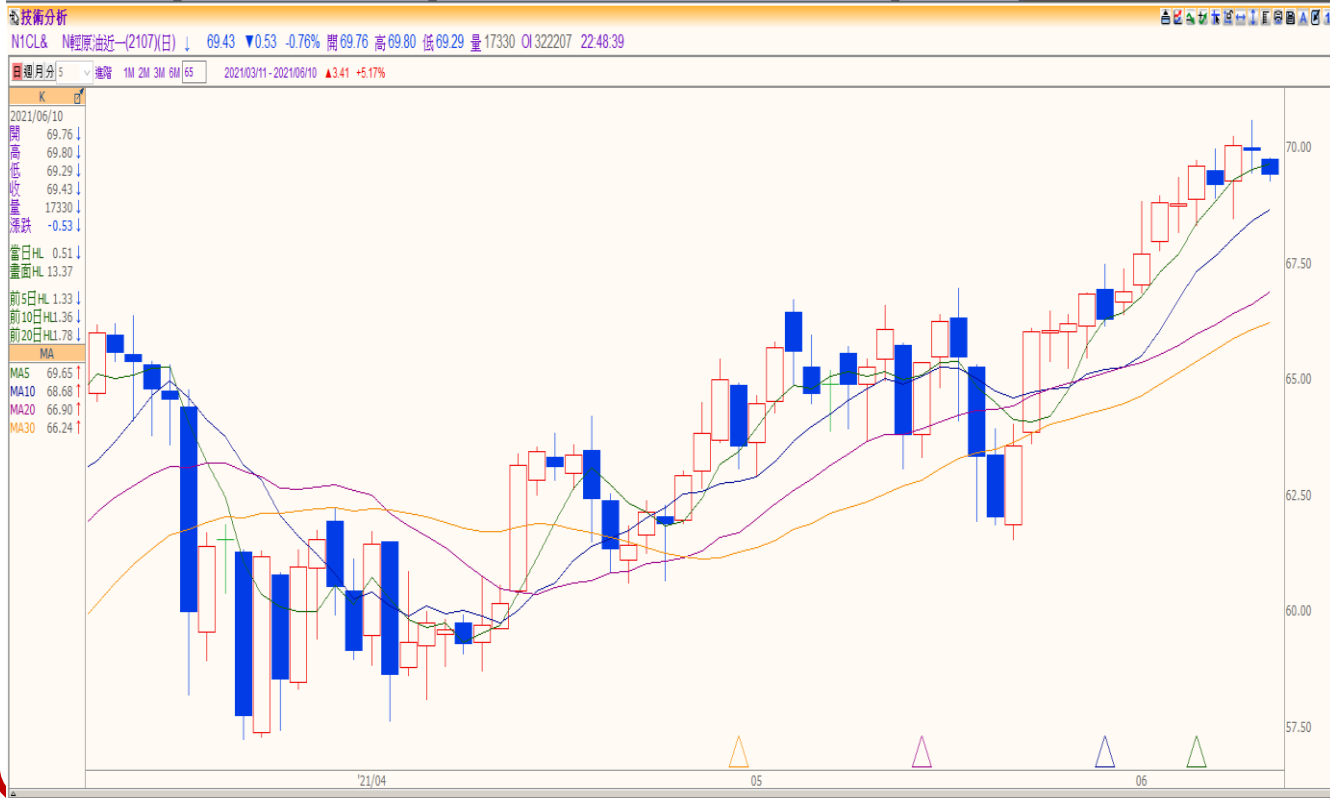 技術分析
N1CL& N輕原油近一(2107)(日) ↓ 69.43 ▼0.53 -0.76% 開 69.76 高 69.80 低 69.29 量 17330 OI 322207 22:48:39
日 週 月 分 5 進階 1M 2M 3M 6M 65 2021/03/11 - 2021/06/10 ▲3.41 +5.17%
K
2021/06/10
開 69.76↓
高 69.80↓
低 69.29↓
收 69.43↓
量 17330↓
漲跌 -0.53↓
當日HL 0.51↓
畫面HL 13.37
前5日HL 1.33↓
前10日HL1.36↓
前20日HL1.78↓
MA
MA5 69.65↑
MA10 68.68↑
MA20 66.90↑
MA30 66.24↑
70.00
67.50
65.00
62.50
60.00
57.50
'21/04 05 06